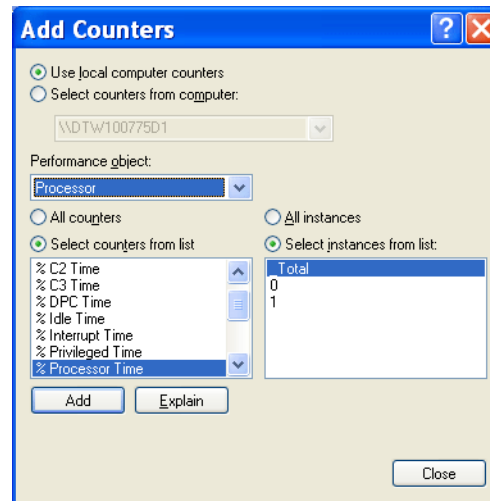 Add Counters
Use local computer counters
Select counters from computer:
\\DTW100775D1
Performance object:
Processor
All counters
All instances
Select counters from list
Select instances from list:
% C2 Time
% C3 Time
% DPC Time
% Idle Time
% Interrupt Time
% Privileged Time
% Processor Time
_Total
0
1
Add
Explain
Close